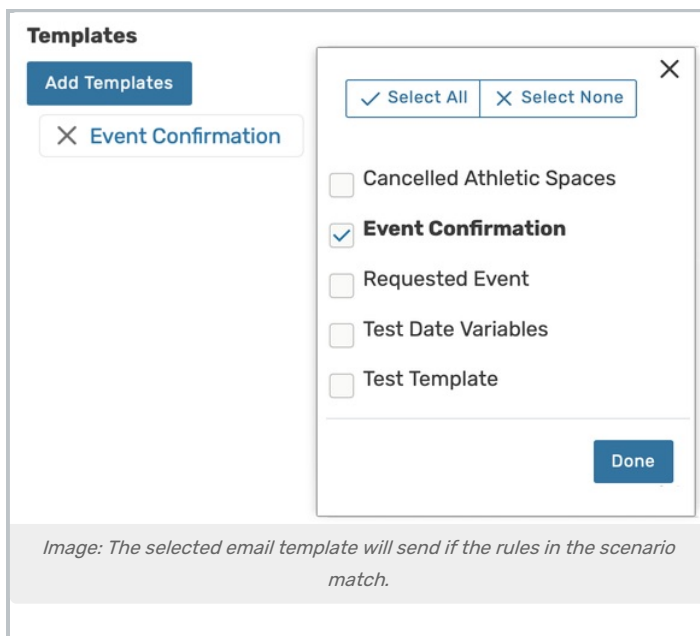 Templates
Add Templates
Event Confirmation
Select All
Select None
Cancelled Athletic Spaces
Event Confirmation
Requested Event
Test Date Variables
Test Template
Done
Image: The selected email template will send if the rules in the scenario
match.